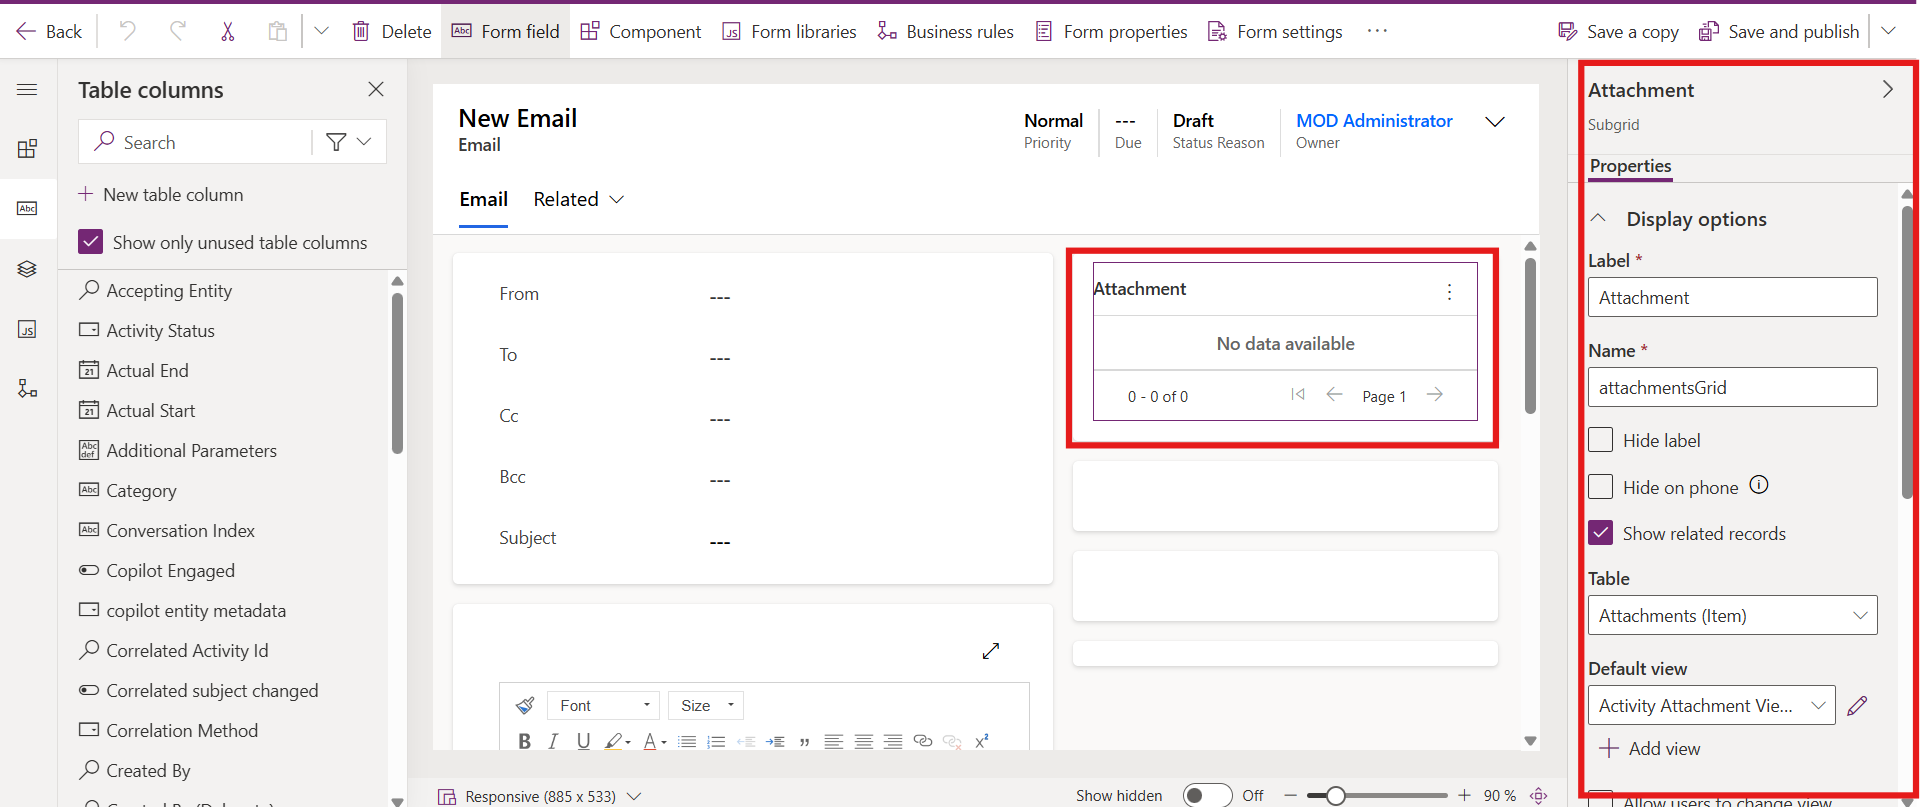 Back
Delete
Form field
Component
Form libraries
Business rules
Form properties
Form settings
Save a copy
Save and publish
Table columns
Search
New table column
Show only unused table columns
Accepting Entity
Activity Status
Actual End
Actual Start
Additional Parameters
Category
Conversation Index
Copilot Engaged
copilot entity metadata
Correlated Activity Id
Correlated subject changed
Correlation Method
Created By
New Email
Email
Normal
Priority
---
Due
Draft
Status Reason
MOD Administrator
Owner
Email
Related
From ---
To ---
Cc ---
Bcc ---
Subject ---
Font
Size
B I U A
Attachment
No data available
0 - 0 of 0
Page 1
Responsive (885 x 533)
Show hidden
Off
90 %
Attachment
Subgrid
Properties
Display options
Label *
Attachment
Name *
attachmentsGrid
Hide label
Hide on phone
Show related records
Table
Attachments (Item)
Default view
Activity Attachment Vie...
Add view
Allow users to change view